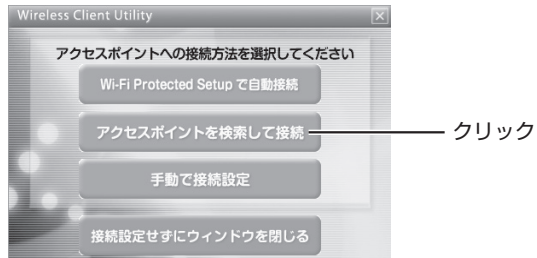 Wireless Client Utility
アクセスポイントへの接続方法を選択してください
Wi-Fi Protected Setup で自動接続
アクセスポイントを検索して接続
クリック
手動で接続設定
接続設定せずにウィンドウを閉じる